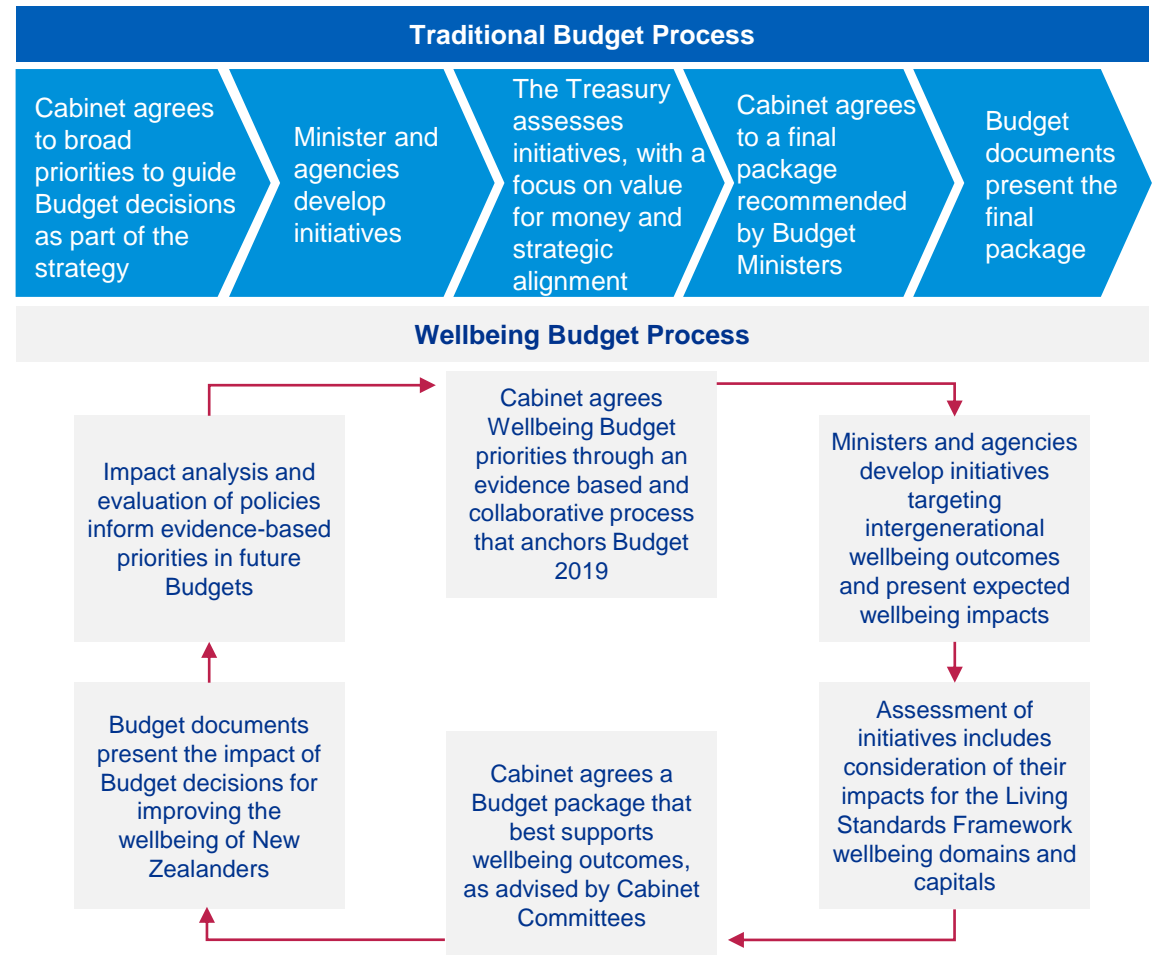 Traditional Budget Process
Cabinet agrees
to broad
priorities to guide
Budget decisions
as part of the
strategy
Minister and
agencies
develop
initiatives
The Treasury
assesses
initiatives, with a
focus on value
for money and
strategic
alignment
Cabinet agrees
to a final
package
recommended
by Budget
Ministers
Budget
documents
present the
final
package
Wellbeing Budget Process
Cabinet agrees
Wellbeing Budget
priorities through an
evidence based and
collaborative process
that anchors Budget
2019
Ministers and agencies
develop initiatives
targeting
intergenerational
wellbeing outcomes
and present expected
wellbeing impacts
Assessment of
initiatives includes
consideration of their
impacts for the Living
Standards Framework
wellbeing domains and
capitals
Cabinet agrees a
Budget package that
best supports
wellbeing outcomes,
as advised by Cabinet
Committees
Budget documents
present the impact of
Budget decisions for
improving the
wellbeing of New
Zealanders
Impact analysis and
evaluation of policies
inform evidence-based
priorities in future
Budgets